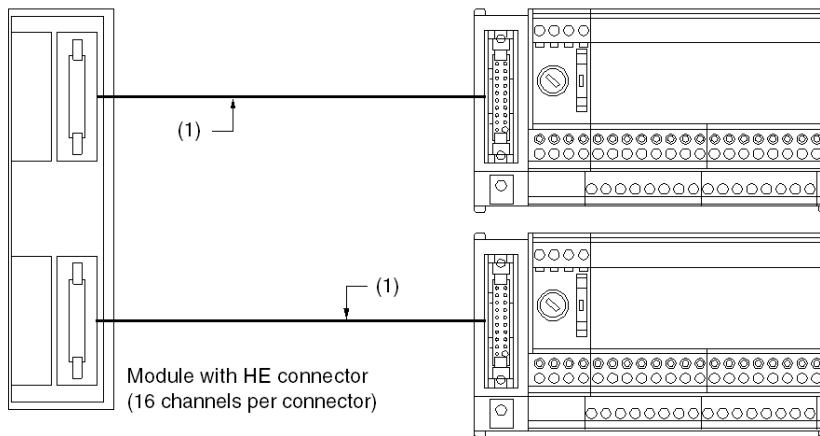 (1)
(1)
Module with HE connector
(16 channels per connector)